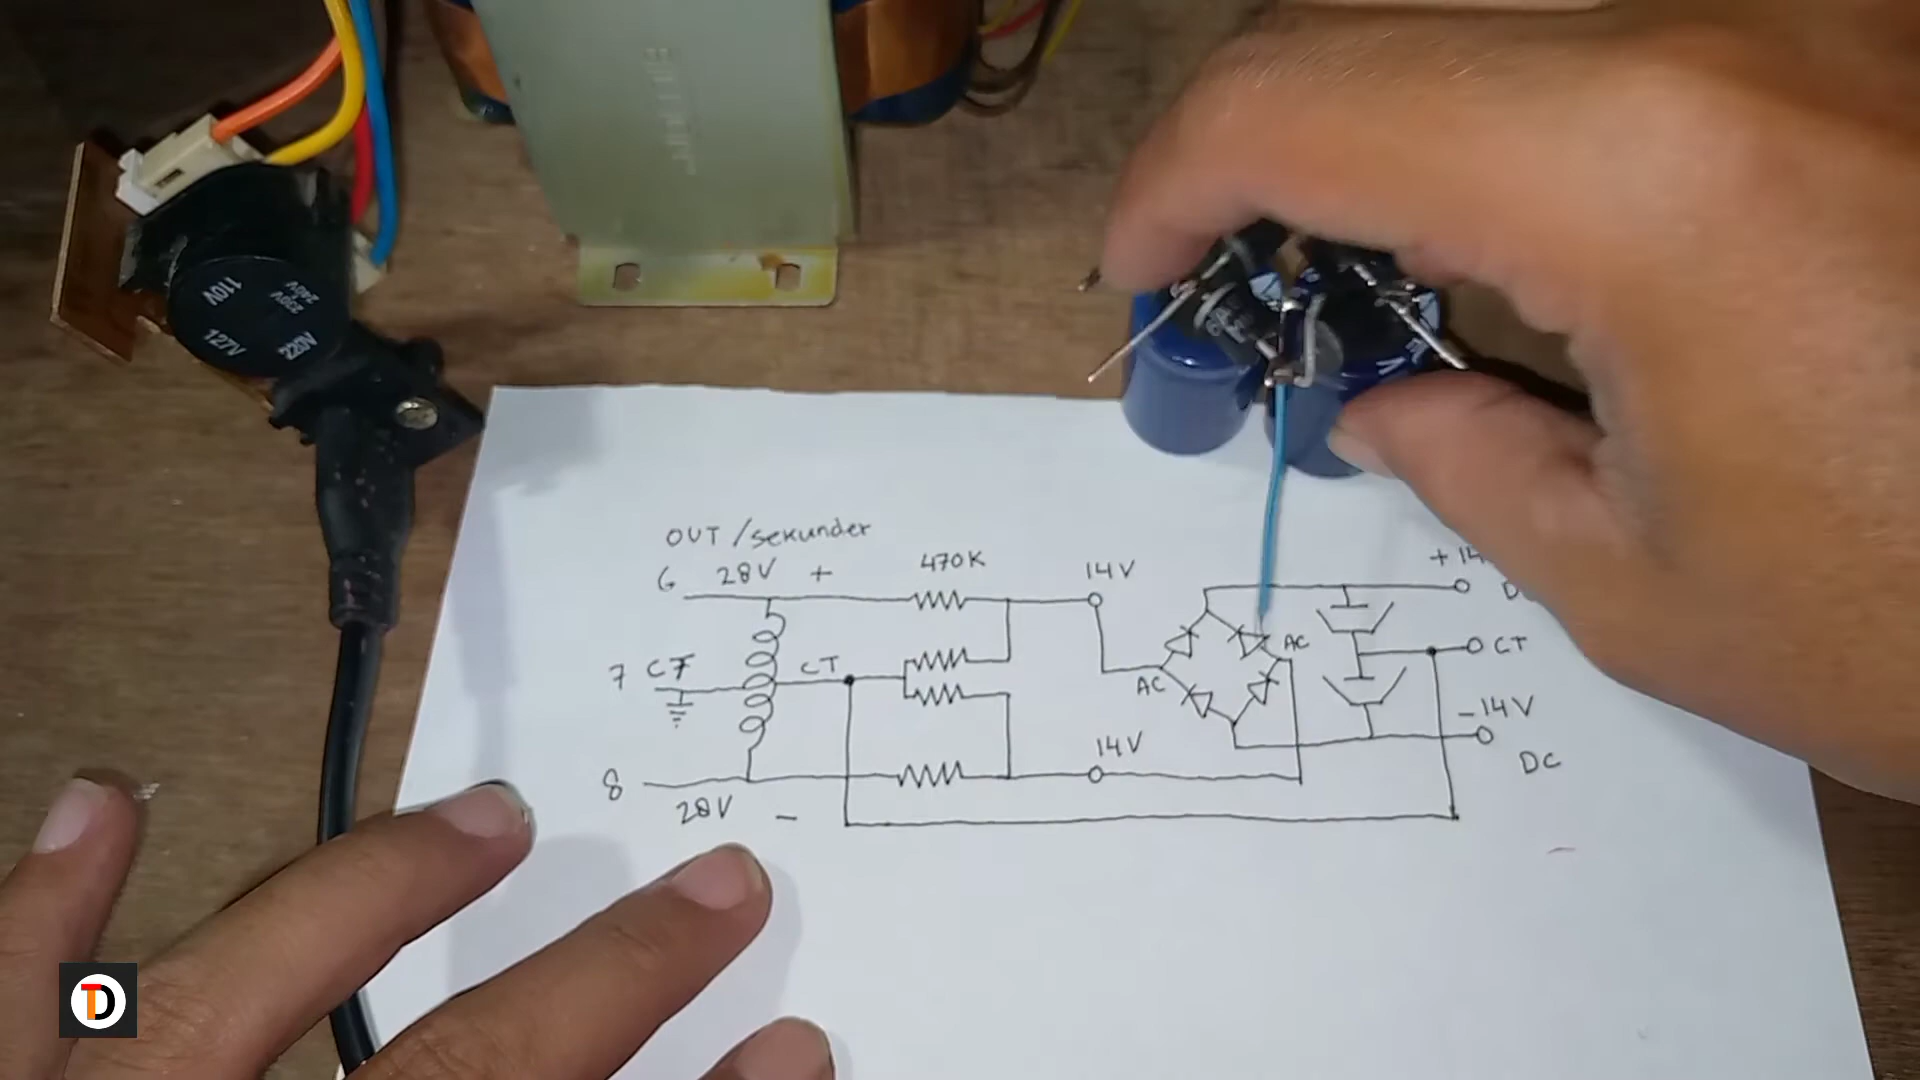 110V
230V
240V
127V
220V
OUT/sekunder
6 28V + 470K 14V
+14
7 CT CT AC AC CT
-14V
DC
8 14V
28V -
TD